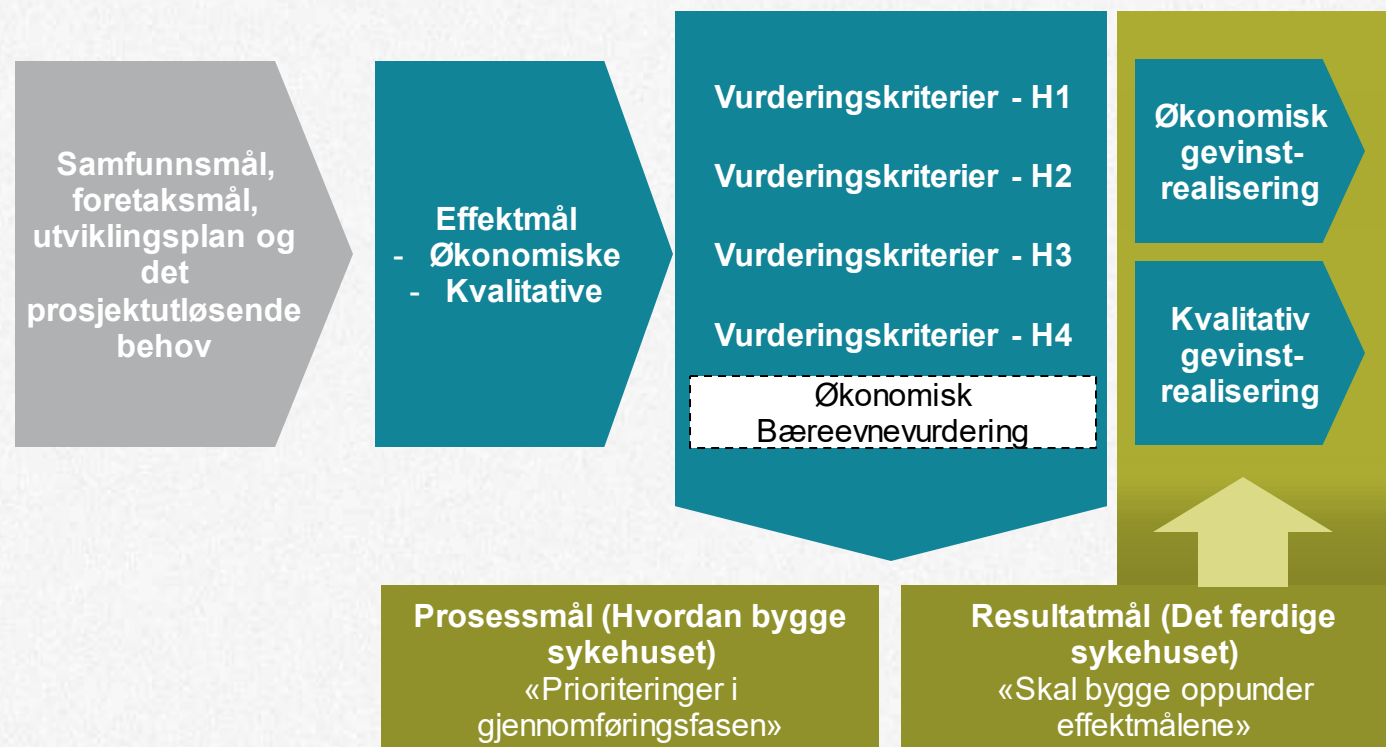 Samfunnsmål,
foretaksmål,
utviklingsplan og
det
prosjektutløsende
behov
Effektmål
- Økonomiske
- Kvalitative
Vurderingskriterier - H1
Vurderingskriterier - H2
Vurderingskriterier - H3
Vurderingskriterier - H4
Økonomisk
Bæreevnevurdering
Økonomisk
gevinst-
realisering
Kvalitativ
gevinst-
realisering
Prosessmål (Hvordan bygge
sykehuset)
«Prioriteringer i
gjennomføringsfasen»
Resultatmål (Det ferdige
sykehuset)
«Skal bygge oppunder
effektmålene»